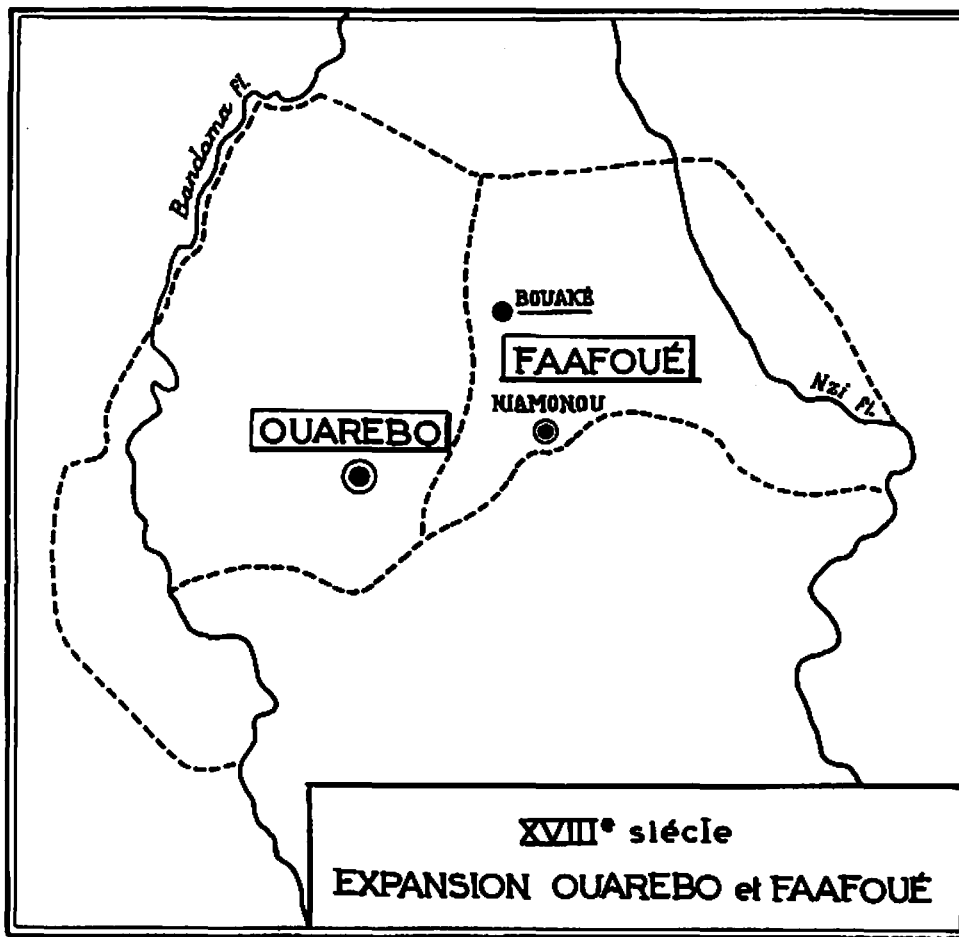 Bandama fl.
BOUAKÉ
FAAFOUÉ
Nzi fl.
NIAMONOU
OUAREBO
XVIIIe siécle
EXPANSION OUAREBO et FAAFOUÉ